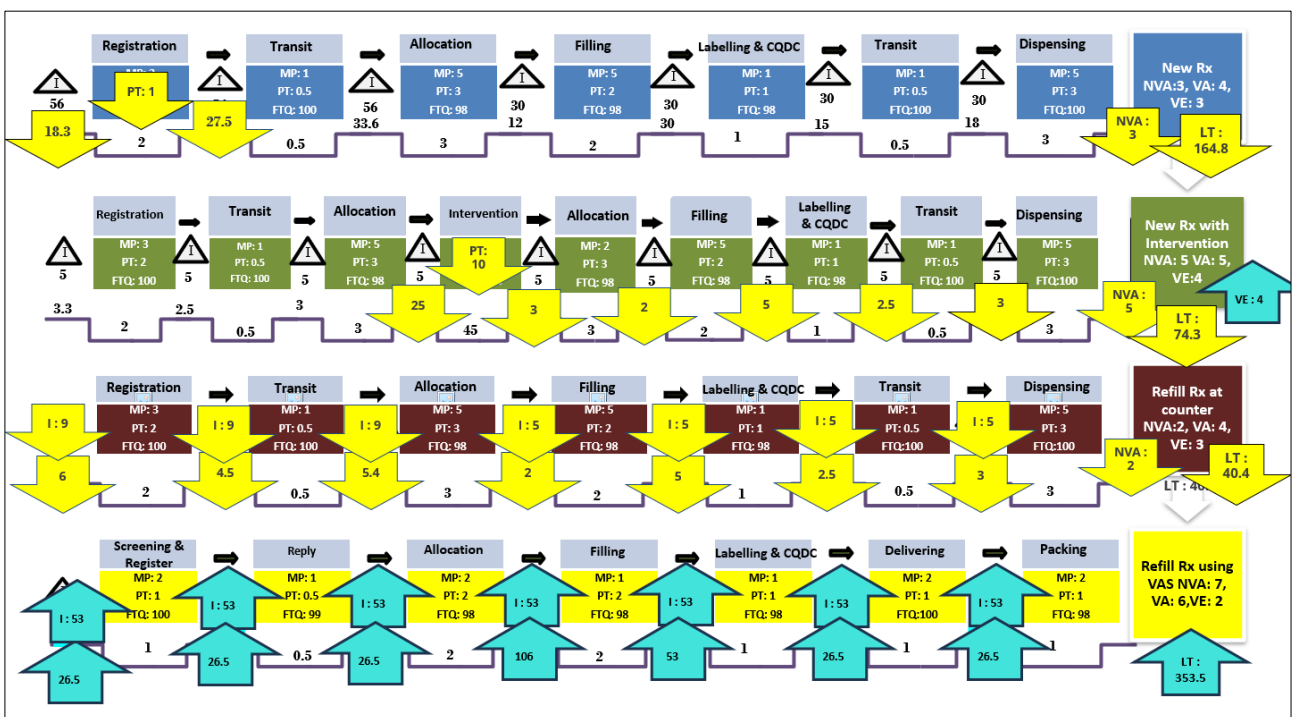 Registration
Transit
Allocation
Filling
Labelling & CQDC
Transit
Dispensing
New Rx
NVA:3, VA: 4,
VE: 3
I
I
I
I
I
I
I
PT: 1
MP: 1
PT: 0.5
FTQ: 100
MP: 5
PT: 3
FTQ: 98
MP: 5
PT: 2
FTQ: 98
MP: 1
PT: 1
FTQ: 98
MP: 1
PT: 0.5
FTQ:100
MP: 5
PT: 3
FTQ:100
56
56
30
30
30
30
18.3
27.5
33.6
12
30
15
18
NVA :
3
LT :
164.8
2
0.5
3
2
1
0.5
3
Registration
Transit
Allocation
Intervention
Allocation
Filling
Labelling
& CQDC
Transit
Dispensing
New Rx with
Intervention
NVA: 5 VA: 5,
VE:4
I
I
I
I
I
I
I
I
I
MP: 3
PT: 2
FTQ: 100
MP: 1
PT: 0.5
FTQ: 100
MP: 5
PT: 3
FTQ: 98
PT:
10
MP: 2
PT: 3
FTQ: 98
MP: 5
PT: 2
FTQ: 98
MP: 1
PT: 1
FTQ: 98
MP: 1
PT: 0.5
FTQ:100
MP: 5
PT: 3
FTQ:100
5
5
5
5
5
5
5
5
5
VE : 4
3.3
2.5
3
25
3
2
5
2.5
3
NVA :
5
LT :
74.3
2
0.5
3
45
3
2
1
0.5
3
Registration
Transit
Allocation
Filling
Labelling & CQDC
Transit
Dispensing
Refill Rx at
counter
NVA:2, VA: 4,
VE: 3
MP: 3
PT: 2
FTQ: 100
MP: 1
PT: 0.5
FTQ: 100
MP: 5
PT: 3
FTQ: 98
MP: 5
PT: 2
FTQ: 98
MP: 1
PT: 1
FTQ: 98
MP: 1
PT: 0.5
FTQ:100
MP: 5
PT: 3
FTQ:100
I : 9
I : 9
I : 9
I : 5
I : 5
I : 5
I : 5
6
4.5
5.4
2
5
2.5
3
NVA :
2
LT :
40.4
LT :
2
0.5
3
2
1
0.5
3
Screening &
Register
Reply
Allocation
Filling
Labelling & CQDC
Delivering
Packing
Refill Rx using
VAS NVA: 7,
VA: 6,VE: 2
MP: 2
PT: 1
FTQ: 100
MP: 1
PT: 0.5
FTQ: 99
MP: 2
PT: 2
FTQ: 98
MP: 1
PT: 2
FTQ: 98
MP: 1
PT: 1
FTQ: 98
MP: 2
PT: 1
FTQ:100
MP: 2
PT: 1
FTQ: 98
I : 53
I : 53
I : 53
I : 53
I : 53
I : 53
I : 53
1
0.5
2
2
1
1
1
26.5
26.5
26.5
106
53
26.5
26.5
LT :
353.5